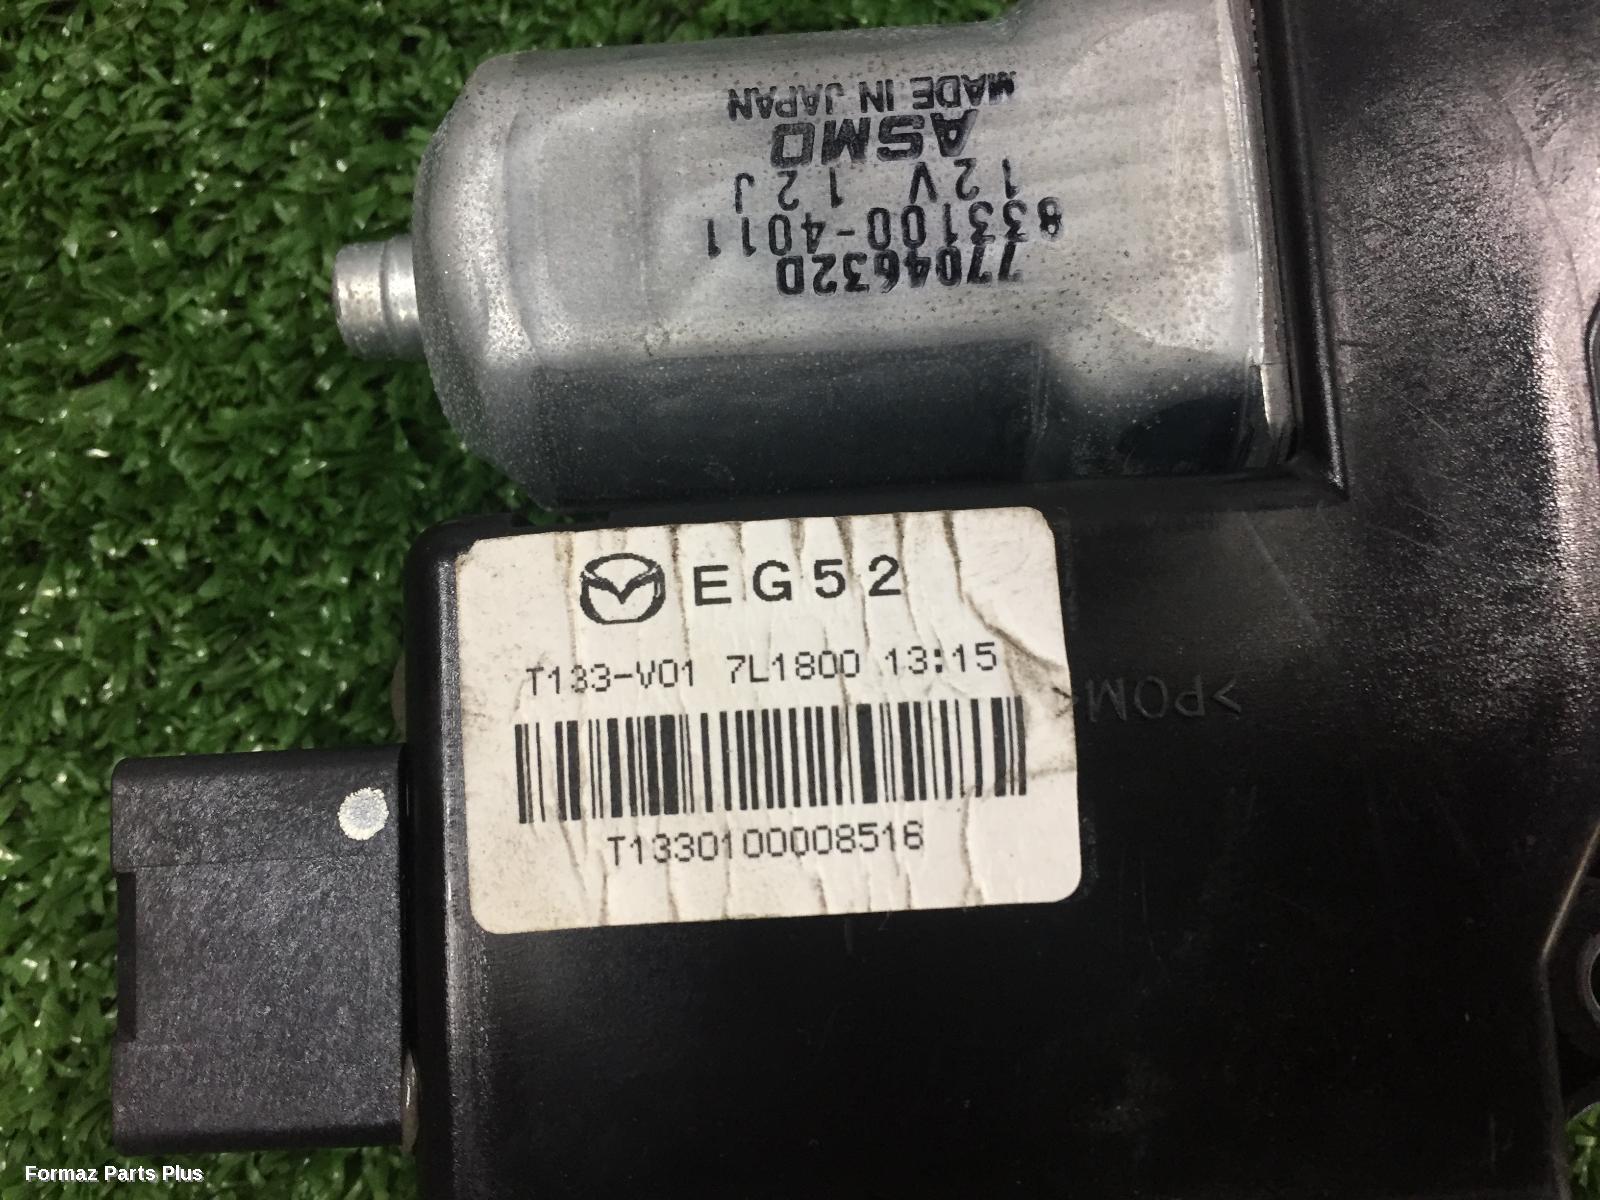 MADE IN JAPAN
ASMO
12V 12J
833100-4011
7704632D
EG52
T133-V01 7L1800 13:15
T1330100008516
>POM<
Formaz Parts Plus